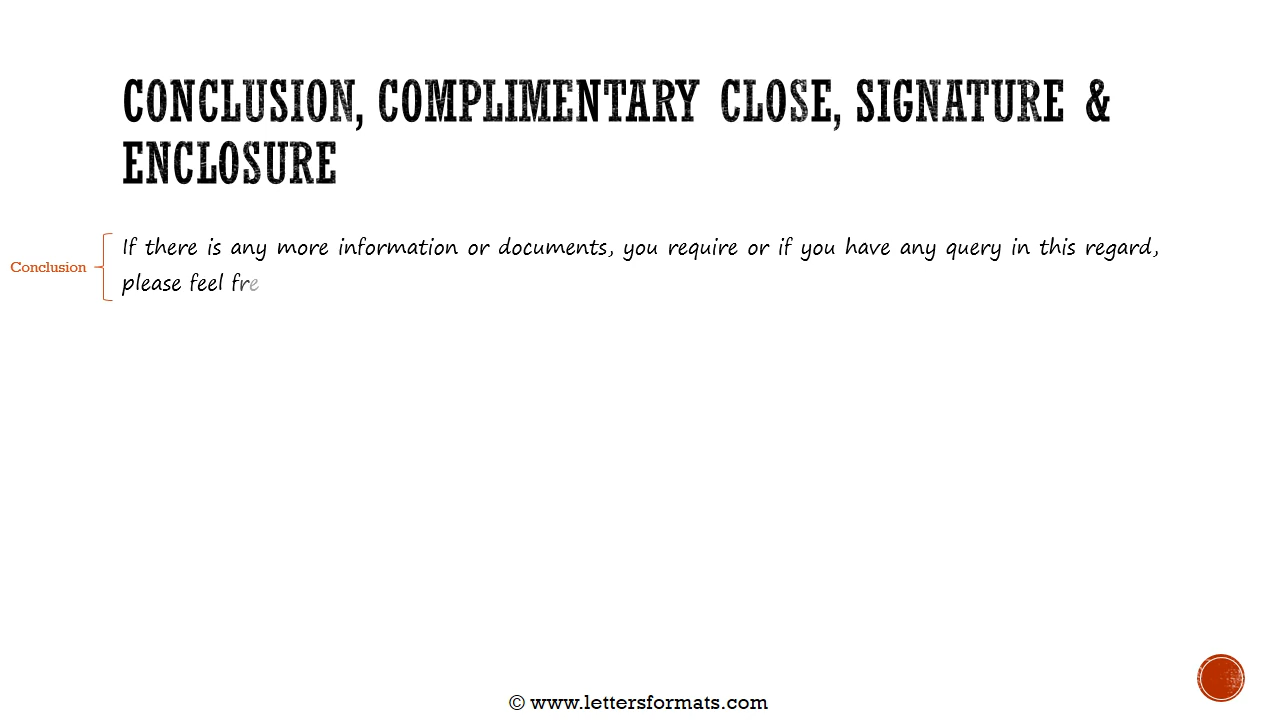 CONCLUSION, COMPLIMENTARY CLOSE, SIGNATURE &
ENCLOSURE
Conclusion
If there is any more information or documents, you require or if you have any query in this regard,
please feel fre
© www.lettersformats.com